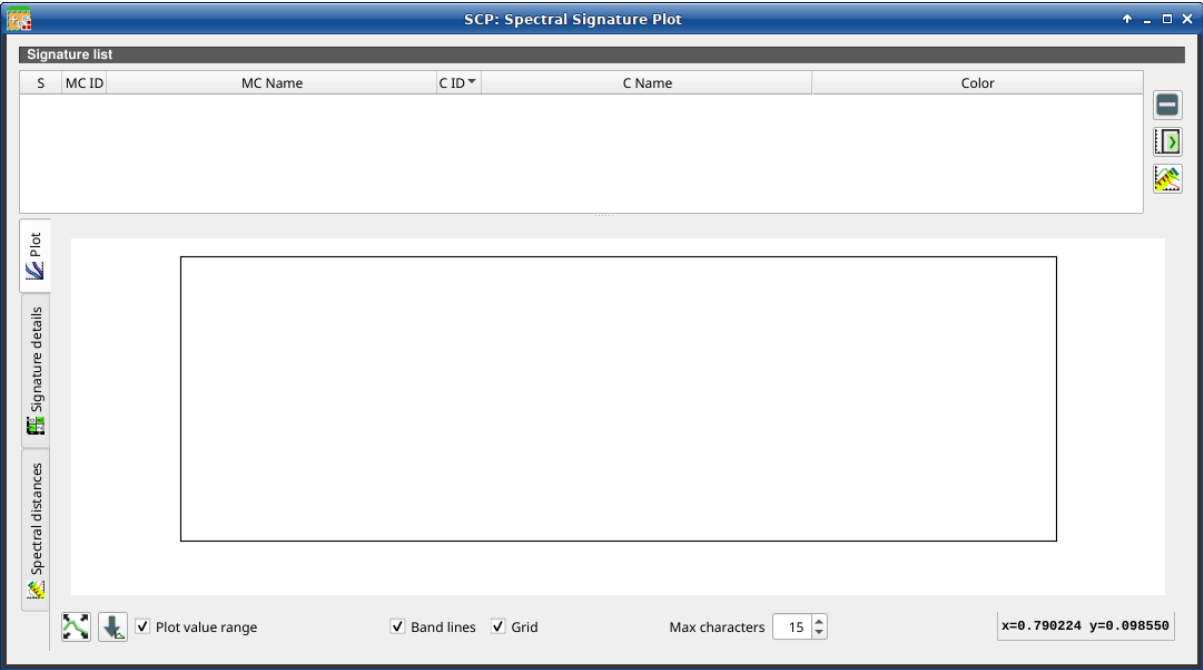 SCP: Spectral Signature Plot
Signature list
S MC ID MC Name C ID C Name Color
Plot
Signature details
Spectral distances
Plot value range Band lines Grid Max characters 15 x=0.790224 y=0.098550